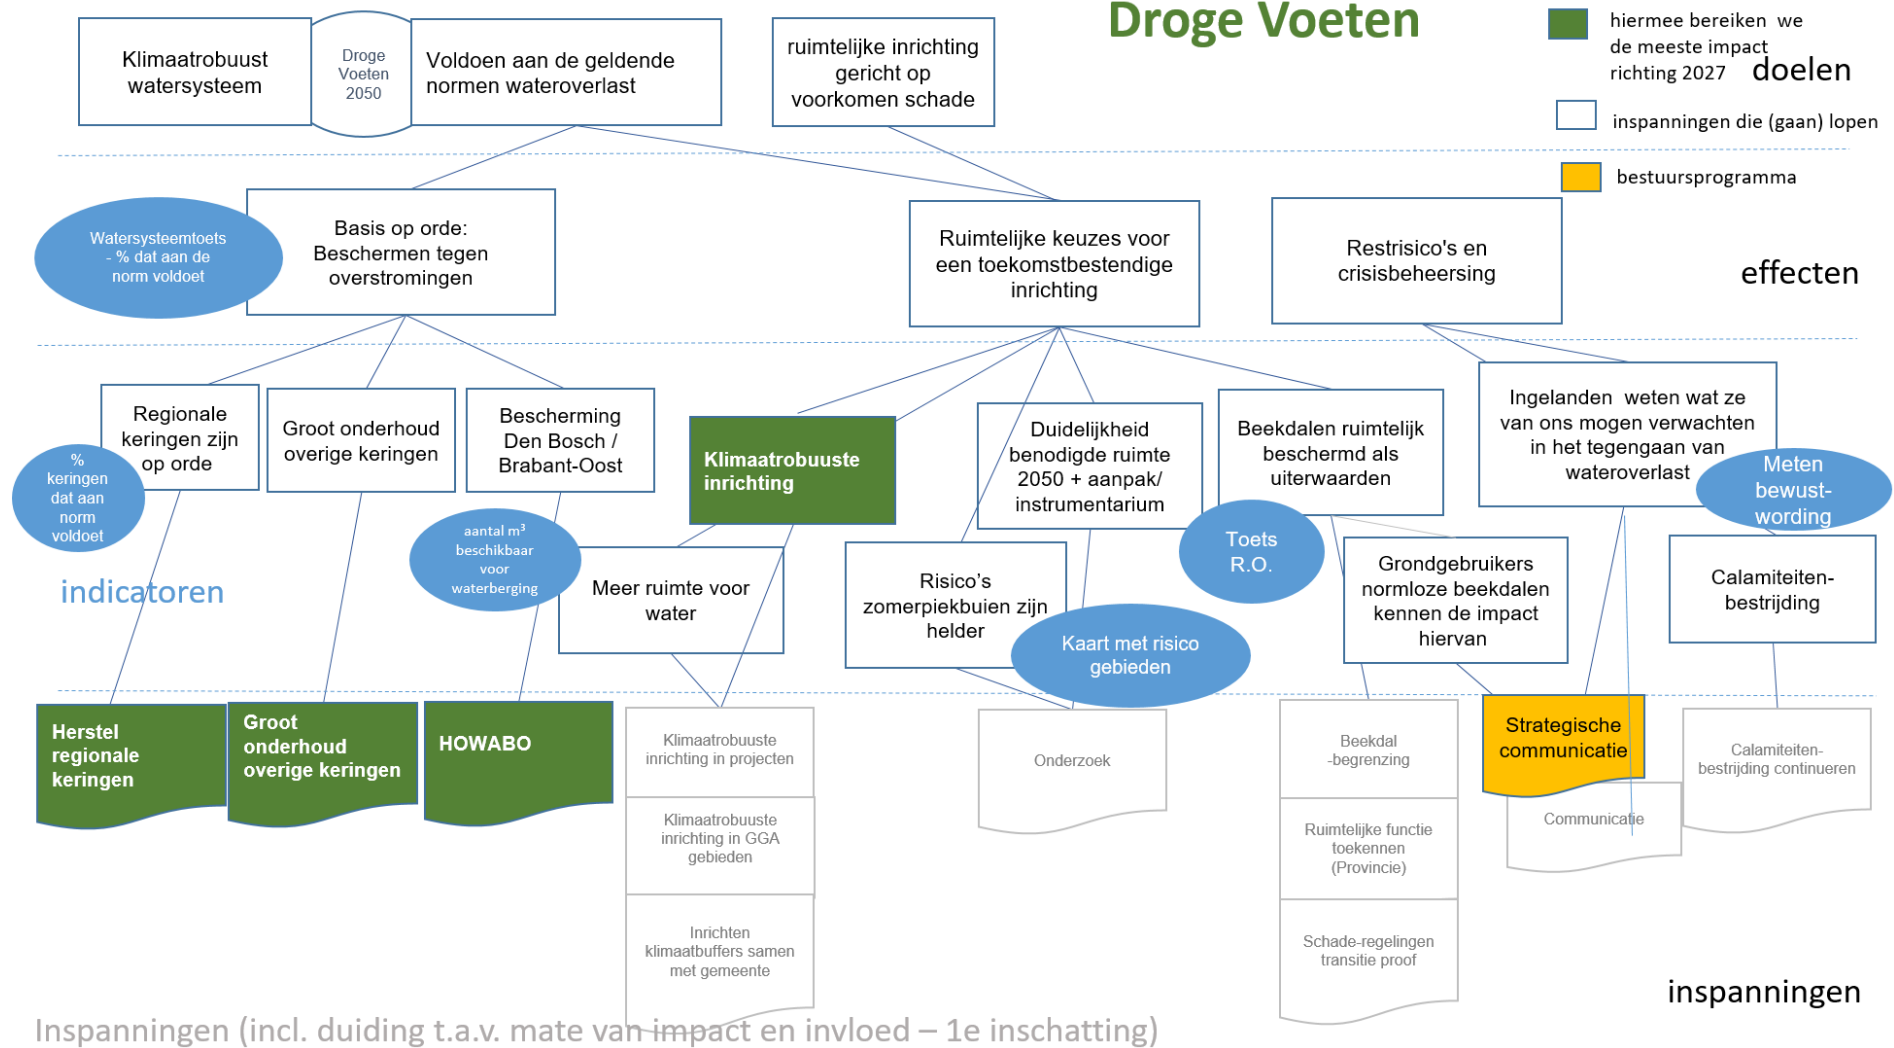 Droge Voeten
hiermee bereiken we
de meeste impact
richting 2027
doelen
inspanningen die (gaan) lopen
bestuursprogramma
Klimaatrobuust
watersysteem
Droge
Voeten
2050
Voldoen aan de geldende
normen wateroverlast
ruimtelijke inrichting
gericht op
voorkomen schade
Watersysteemtoets
- % dat aan de
norm voldoet
Basis op orde:
Beschermen tegen
overstromingen
Ruimtelijke keuzes voor
een toekomstbestendige
inrichting
Restrisico's en
crisisbeheersing
effecten
Regionale
keringen zijn
op orde
%
keringen
dat aan
norm
voldoet
Groot onderhoud
overige keringen
Bescherming
Den Bosch /
Brabant-Oost
aantal m³
beschikbaar
voor
waterberging
Klimaatrobuuste
inrichting
Meer ruimte voor
water
Duidelijkheid
benodigde ruimte
2050 + aanpak/
instrumentarium
Risico’s
zomerpiekbuien zijn
helder
Kaart met risico
gebieden
Beekdalen ruimtelijk
beschermd als
uiterwaarden
Toets
R.O.
Grondgebruikers
normloze beekdalen
kennen de impact
hiervan
Ingelanden weten wat ze
van ons mogen verwachten
in het tegengaan van
wateroverlast
Meten
bewust-
wording
Calamiteiten-
bestrijding
indicatoren
Herstel
regionale
keringen
Groot
onderhoud
overige keringen
HOWABO
Klimaatrobuuste
inrichting in projecten
Klimaatrobuuste
inrichting in GGA
gebieden
Inrichten
klimaatbuffers samen
met gemeente
Onderzoek
Beekdal
-begrenzing
Ruimtelijke functie
toekennen
(Provincie)
Schade-regelingen
transitie proof
Strategische
communicatie
Communicatie
Calamiteiten-
bestrijding continueren
inspanningen
Inspanningen (incl. duiding t.a.v. mate van impact en invloed – 1e inschatting)